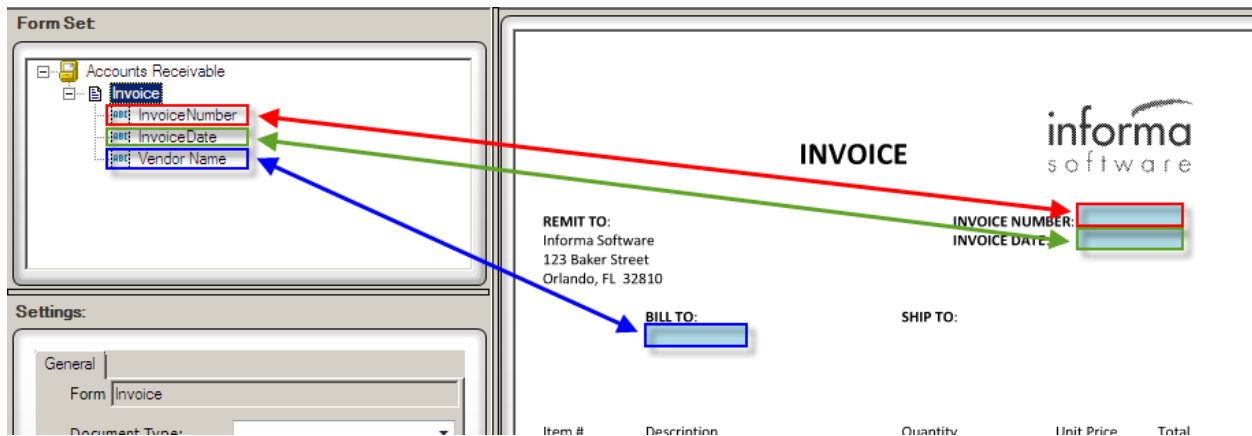 Form Set
Accounts Receivable
Invoice
InvoiceNumber
InvoiceDate
Vendor Name
Settings:
General
Form Invoice
Document Type:
informa
software
INVOICE
REMIT TO:
Informa Software
123 Baker Street
Orlando, FL 32810
INVOICE NUMBER:
INVOICE DATE:
BILL TO:
SHIP TO:
Item # Description Quantity Unit Price Total